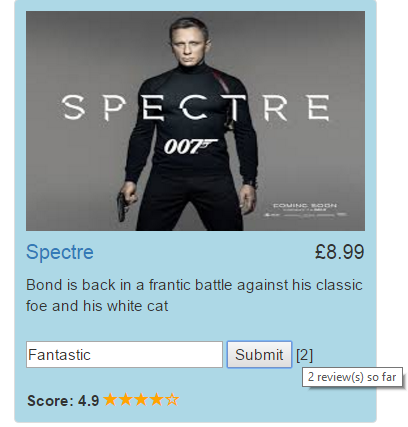 SPECTRE
007
COMING SOON
Spectre £8.99
Bond is back in a frantic battle against his classic
foe and his white cat
Fantastic Submit [2]
2 review(s) so far
Score: 4.9 ★★★★☆